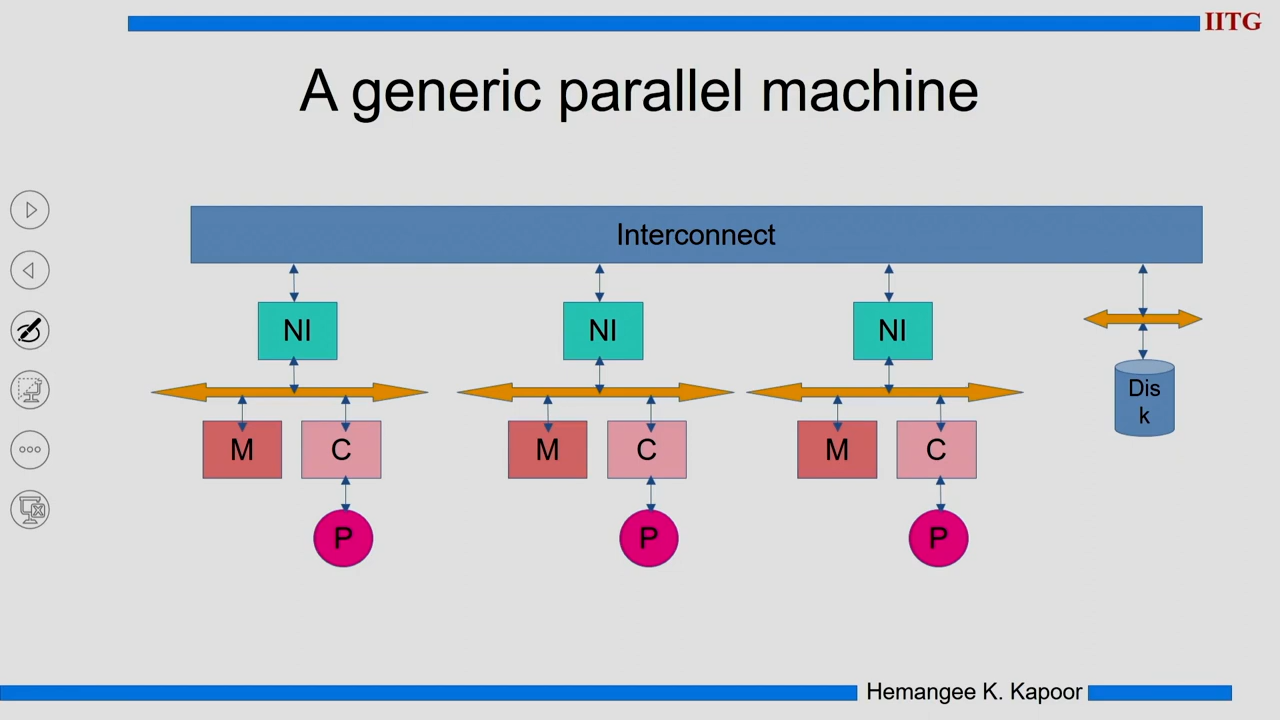 IITG
A generic parallel machine
Interconnect
NI NI NI
Dis
k
M C M C M C
P P P
Hemangee K. Kapoor